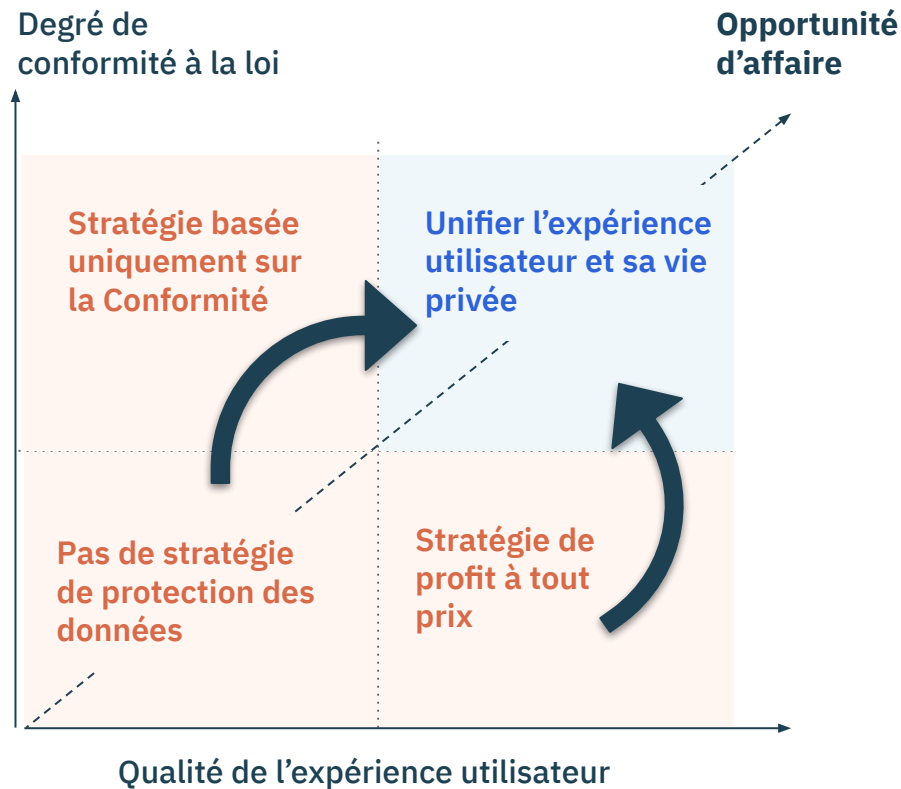 Degré de
conformité à la loi
Opportunité
d’affaire
Stratégie basée
uniquement sur
la Conformité
Unifier l’expérience
utilisateur et sa vie
privée
Pas de stratégie
de protection des
données
Stratégie de
profit à tout
prix
Qualité de l’expérience utilisateur